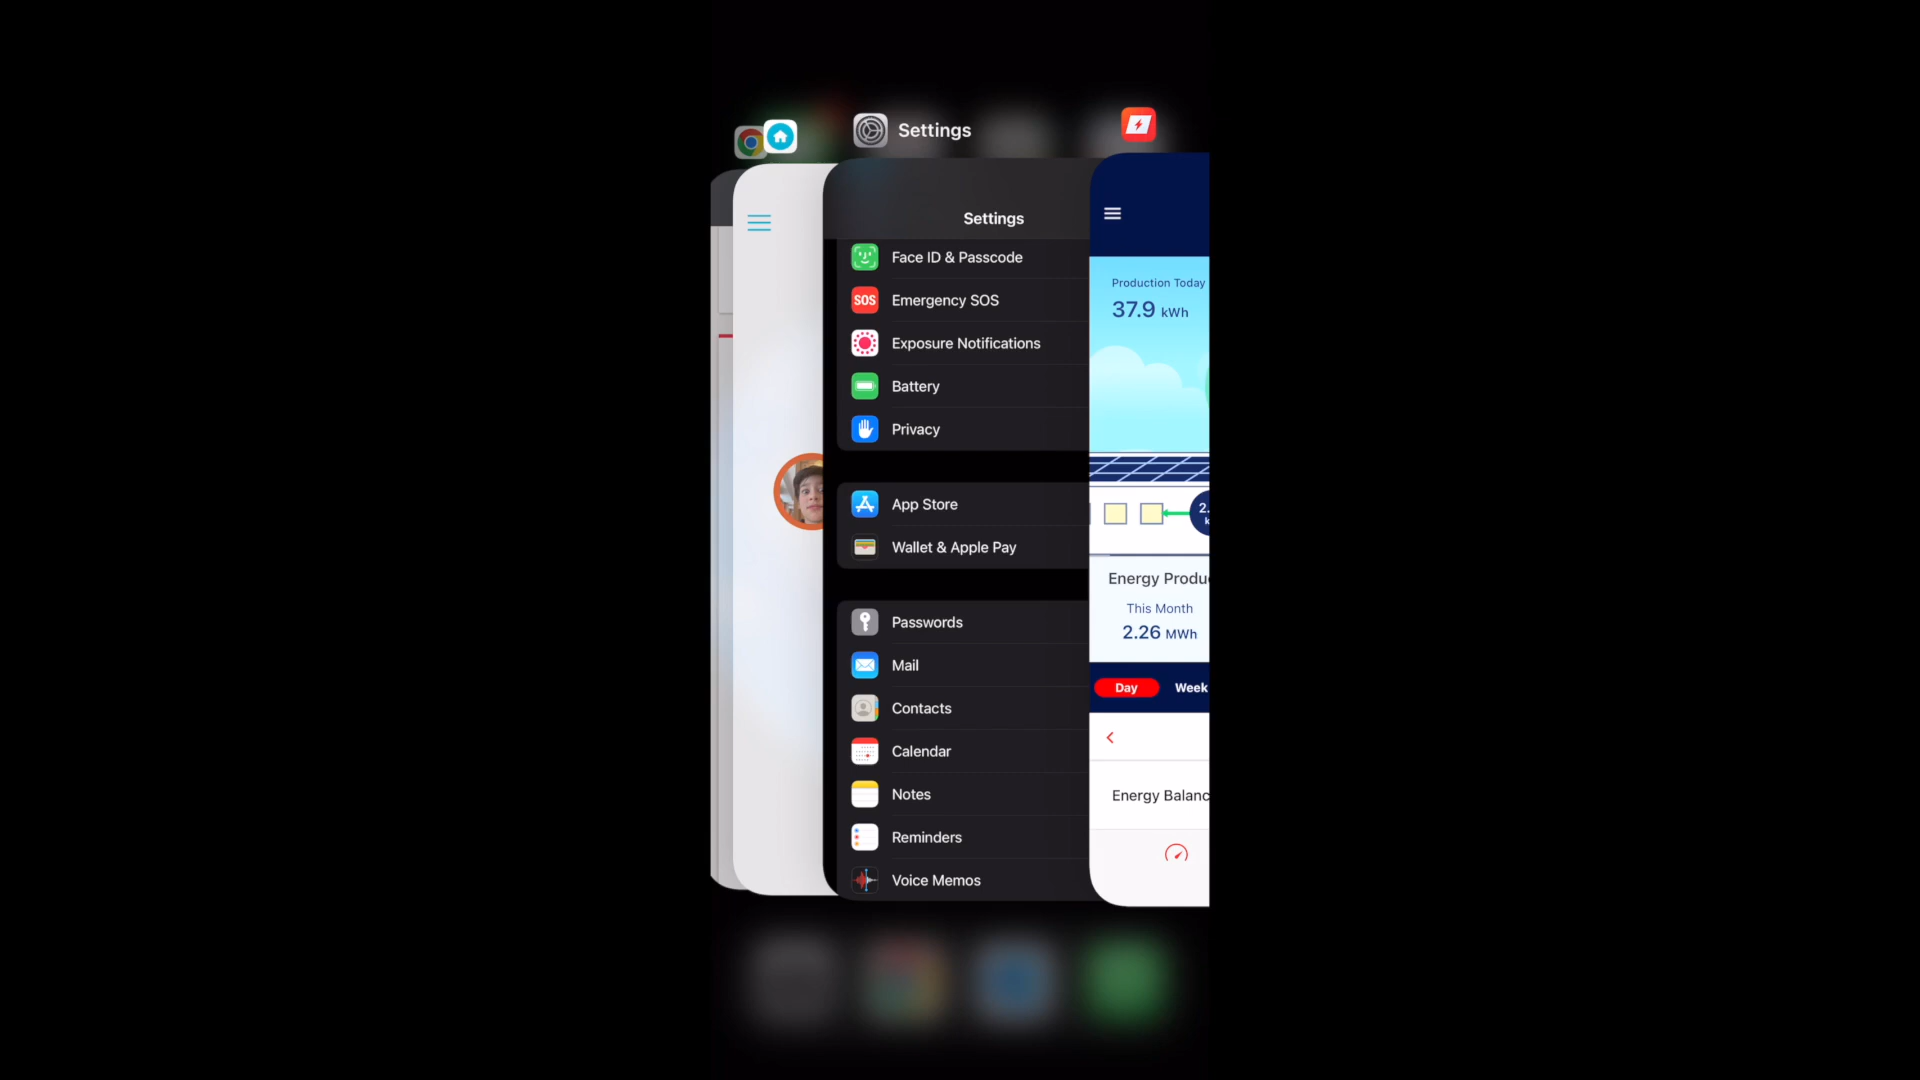 Settings
Settings
Face ID & Passcode
SOS
Emergency SOS
Exposure Notifications
Battery
Privacy
App Store
Wallet & Apple Pay
Passwords
Mail
Contacts
Calendar
Notes
Reminders
Voice Memos
Production Today
37.9 kWh
2.
k
Energy Produ
This Month
2.26 MWh
Day Week
Energy Balanc